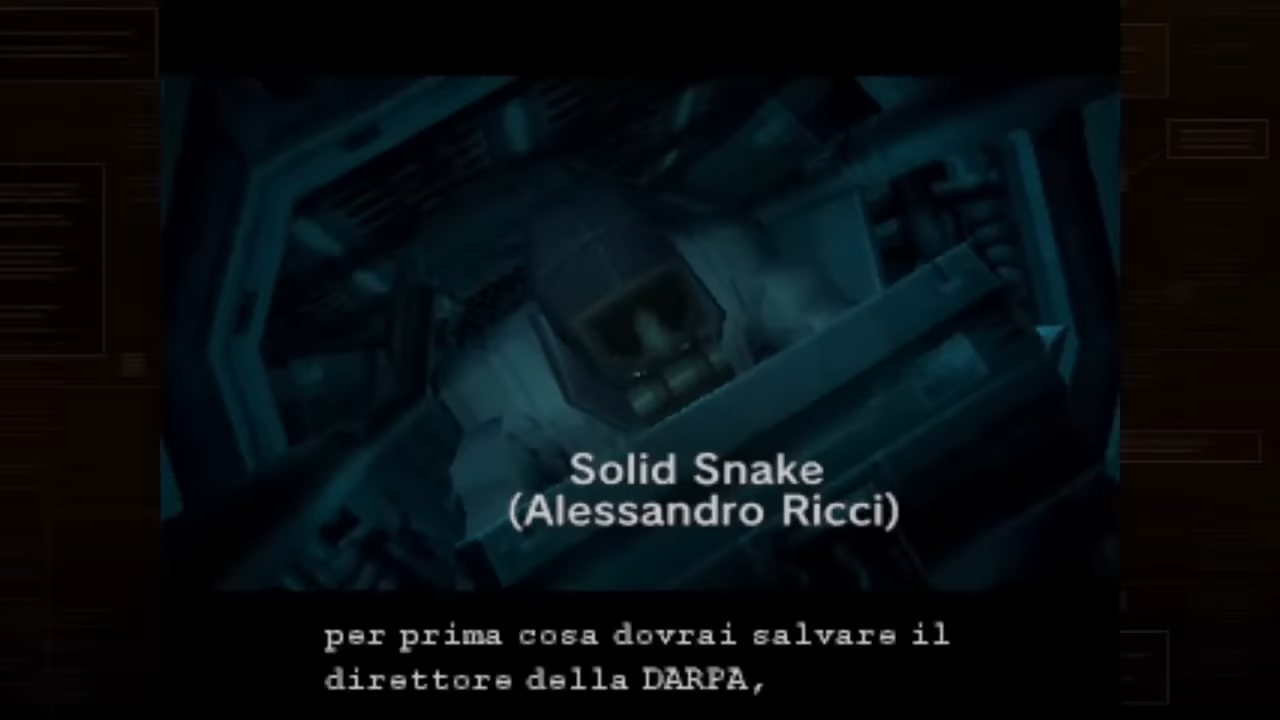 Solid Snake
(Alessandro Ricci)
per prima cosa dovrai salvare il
direttore della DARPA,